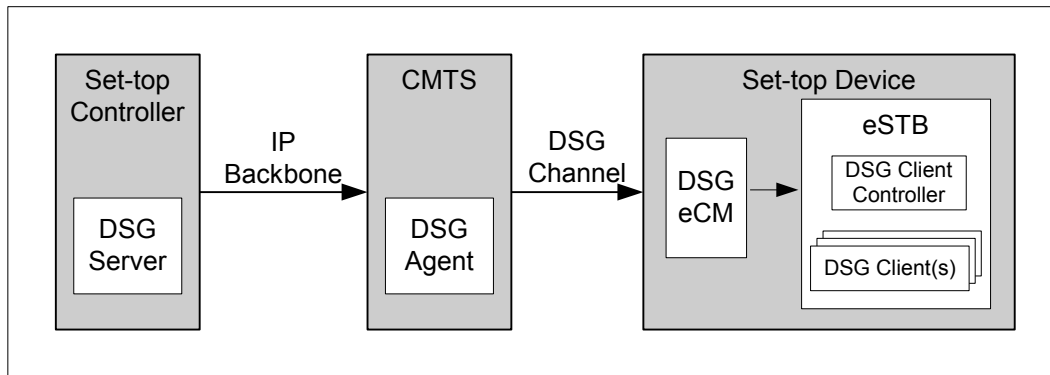 Set-top
Controller
DSG
Server
IP
Backbone
CMTS
DSG
Agent
DSG
Channel
Set-top Device
DSG
eCM
eSTB
DSG Client
Controller
DSG Client(s)